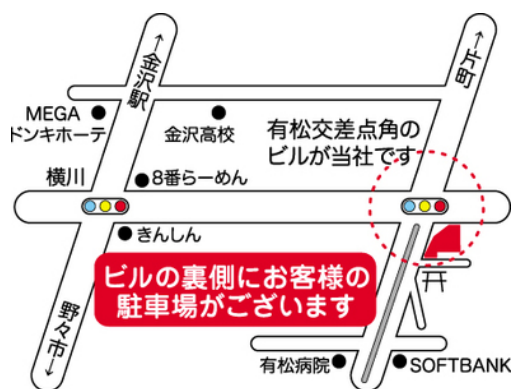 ←金沢駅
←片町
MEGA
ドンキホーテ
金沢高校
有松交差点角の
ビルが当社です
横川
8番らーめん
きんしん
ビルの裏側にお客様の
駐車場がございます
野々市→
有松病院
SOFTBANK